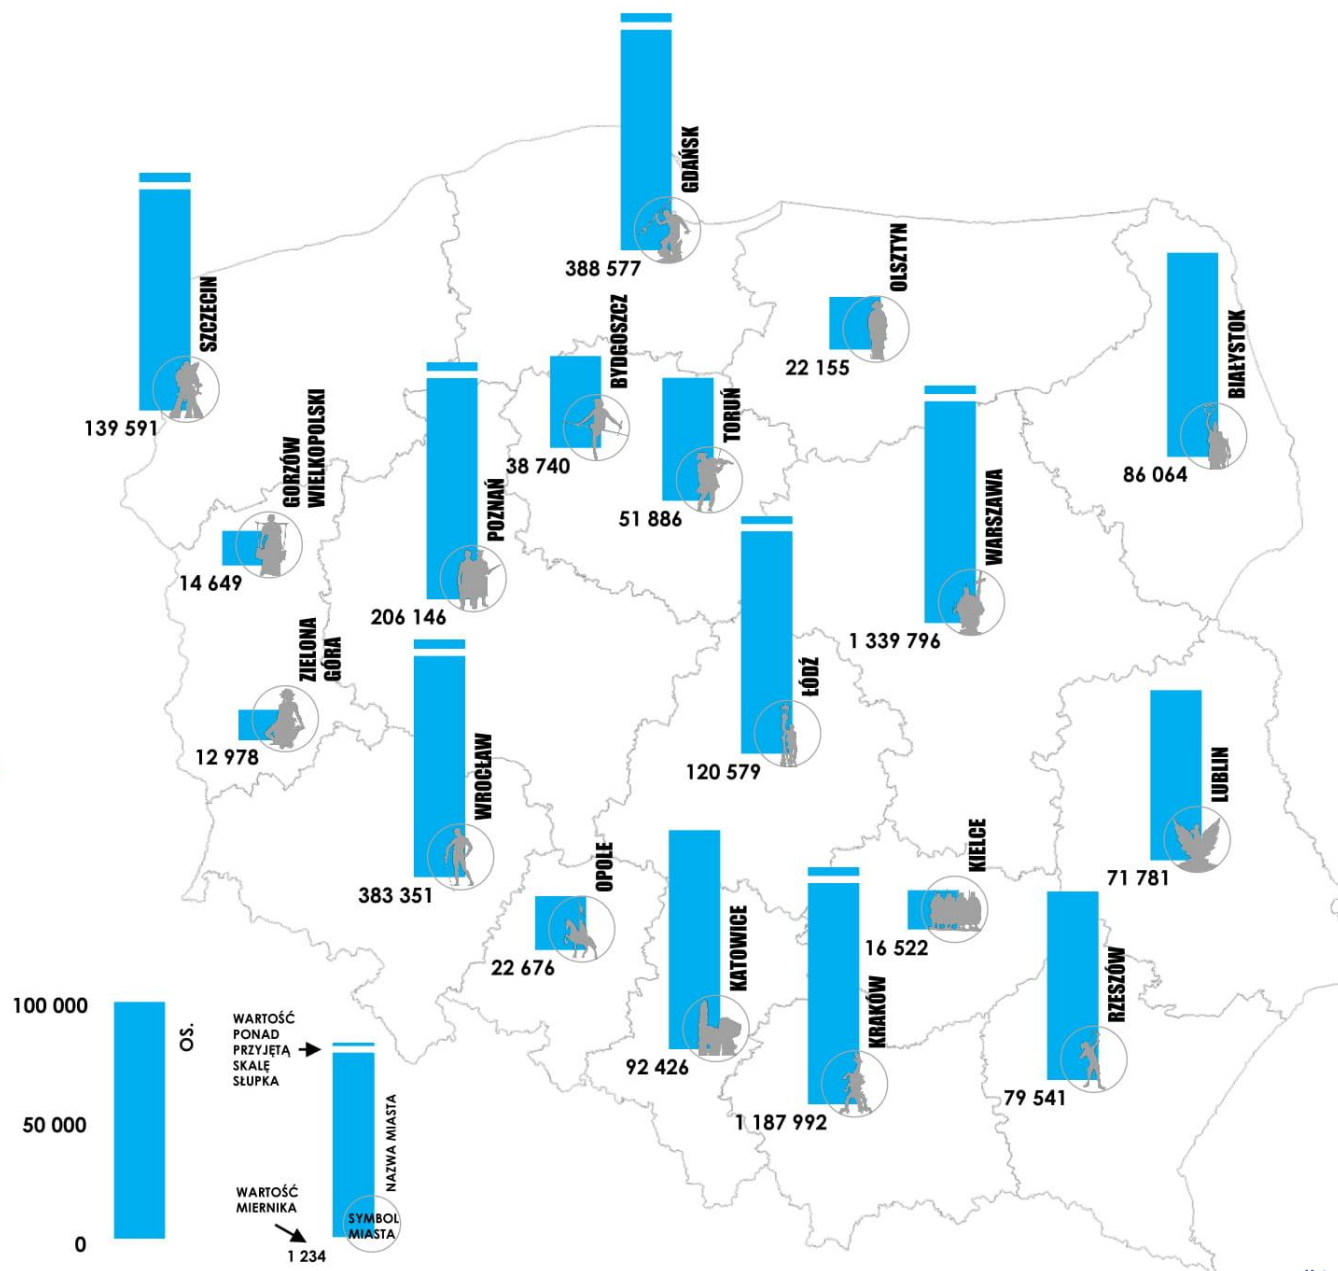 GDAŃSK
388 577
SZCZECIN
139 591
OLSZTYN
22 155
BIAŁYSTOK
86 064
BYDGOSZCZ
38 740
TORUŃ
51 886
GORZÓW
WIELKOPOLSKI
14 649
POZNAŃ
206 146
WARSZAWA
1 339 796
ZIELONA
GÓRA
12 978
WROCŁAW
383 351
ŁÓDŹ
120 579
LUBLIN
71 781
OPOLE
22 676
KATOWICE
92 426
KIELCE
16 522
KRAKÓW
1 187 992
RZESZÓW
79 541
100 000
50 000
0
OS.
WARTOŚĆ
PONAD
PRZYJĘTĄ
SKALĘ
SŁUPKA
NAZWA MIASTA
WARTOŚĆ
MIERNIKA
1 234
SYMBOL
MIASTA